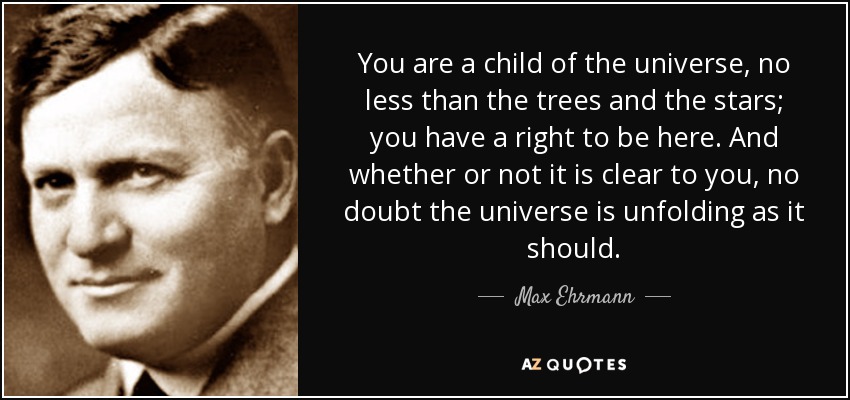 You are a child of the universe, no
less than the trees and the stars;
you have a right to be here. And
whether or not it is clear to you, no
doubt the universe is unfolding as it
should.
Max Ehrmann
AZ QUOTES